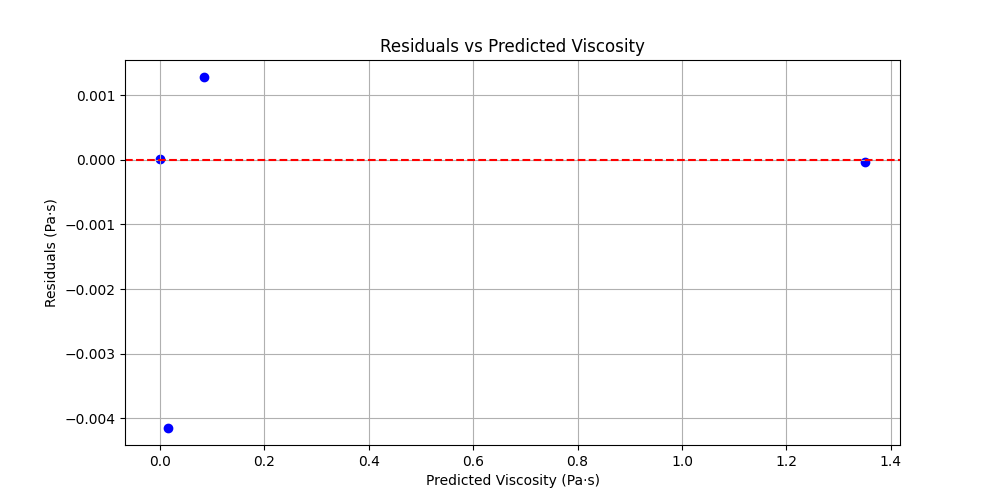 Residuals vs Predicted Viscosity
0.001
0.000
−0.001
−0.002
−0.003
−0.004
Residuals (Pa·s)
0.0 0.2 0.4 0.6 0.8 1.0 1.2 1.4
Predicted Viscosity (Pa·s)